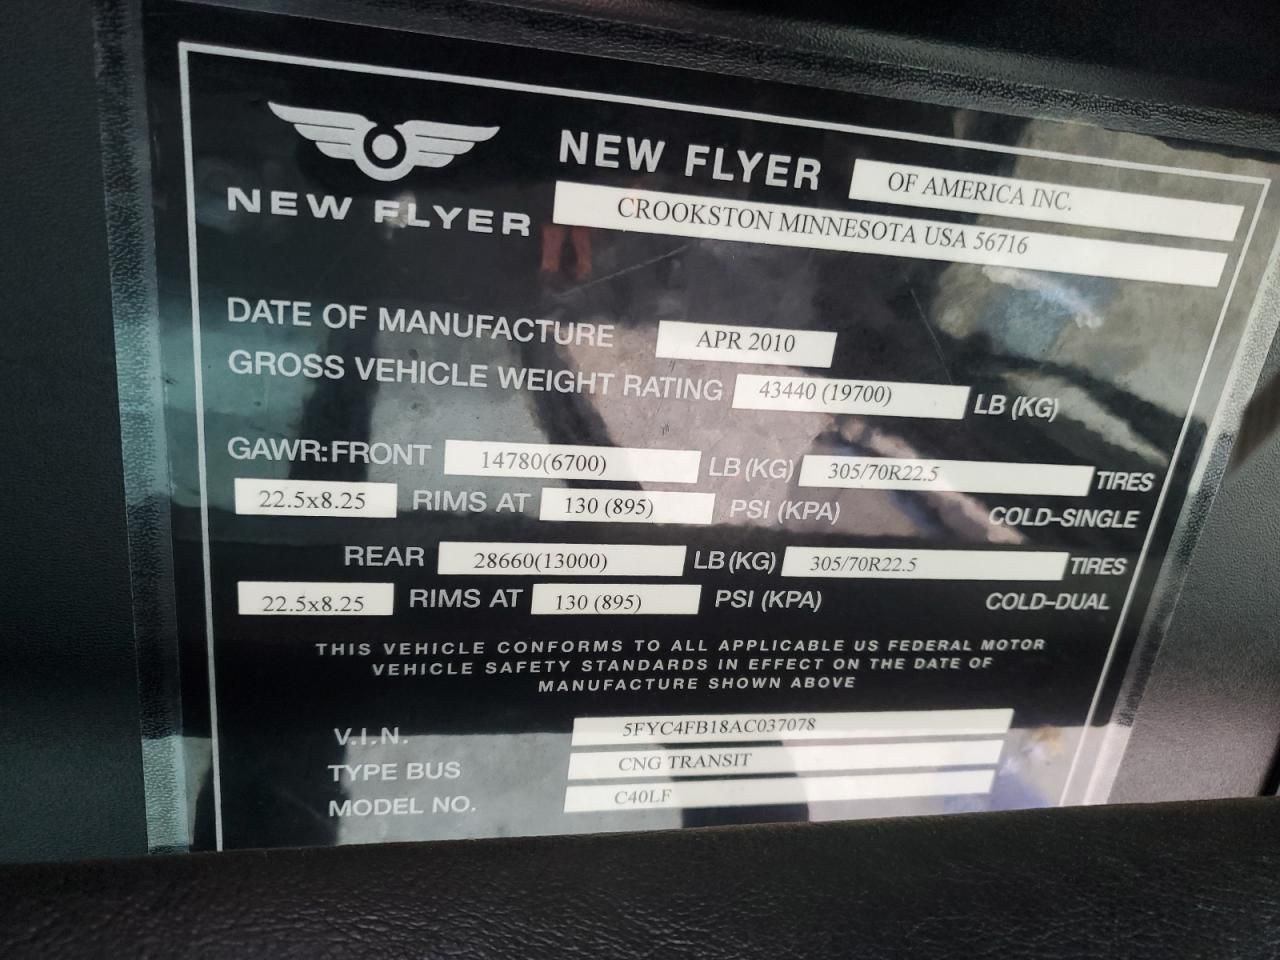 NEW FLYER
NEW FLYER OF AMERICA INC.
CROOKSTON MINNESOTA USA 56716
DATE OF MANUFACTURE APR 2010
GROSS VEHICLE WEIGHT RATING 43440 (19700) LB (KG)
GAWR: FRONT 14780(6700) LB (KG) 305/70R22.5 TIRES
22.5x8.25 RIMS AT 130 (895) PSI (KPA) COLD-SINGLE
REAR 28660(13000) LB (KG) 305/70R22.5 TIRES
22.5x8.25 RIMS AT 130 (895) PSI (KPA) COLD-DUAL
THIS VEHICLE CONFORMS TO ALL APPLICABLE US FEDERAL MOTOR
VEHICLE SAFETY STANDARDS IN EFFECT ON THE DATE OF
MANUFACTURE SHOWN ABOVE
V.I.N. 5FYC4FB18AC037078
TYPE BUS CNG TRANSIT
MODEL NO. C40LF